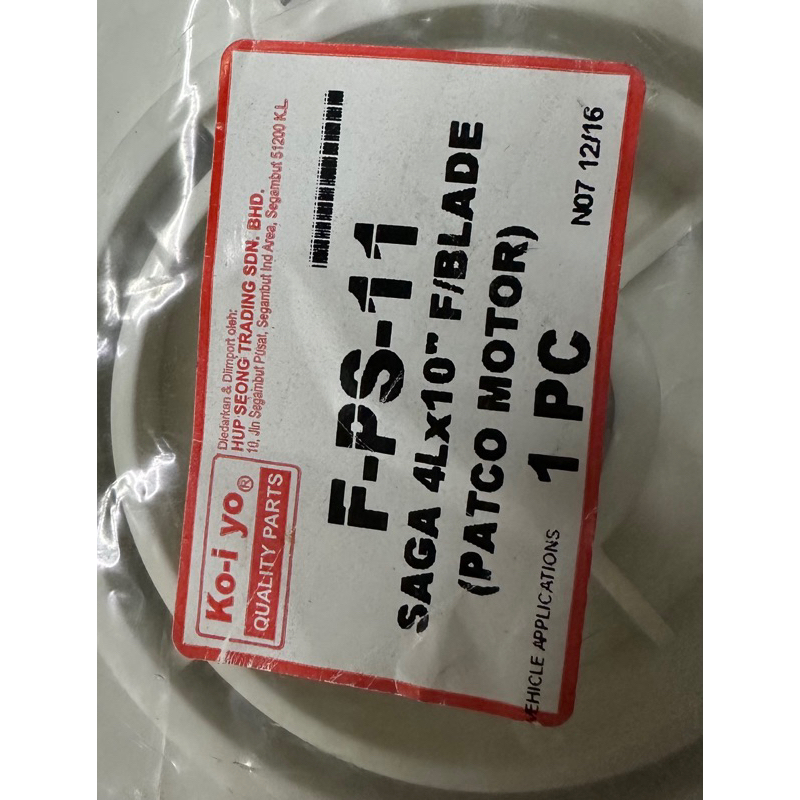 Ko-i yo®
QUALITY PARTS
Diedarkan & Diimport oleh:
HUP SEONG TRADING SDN. BHD.
10, Jln Segambut Pusat, Segambut Ind Area, Segambut 51200 K.L.
F-PS-11
SAGA 4Lx10" F/BLADE
(PATCO MOTOR)
1 PC
VEHICLE APPLICATIONS
N07 12/16